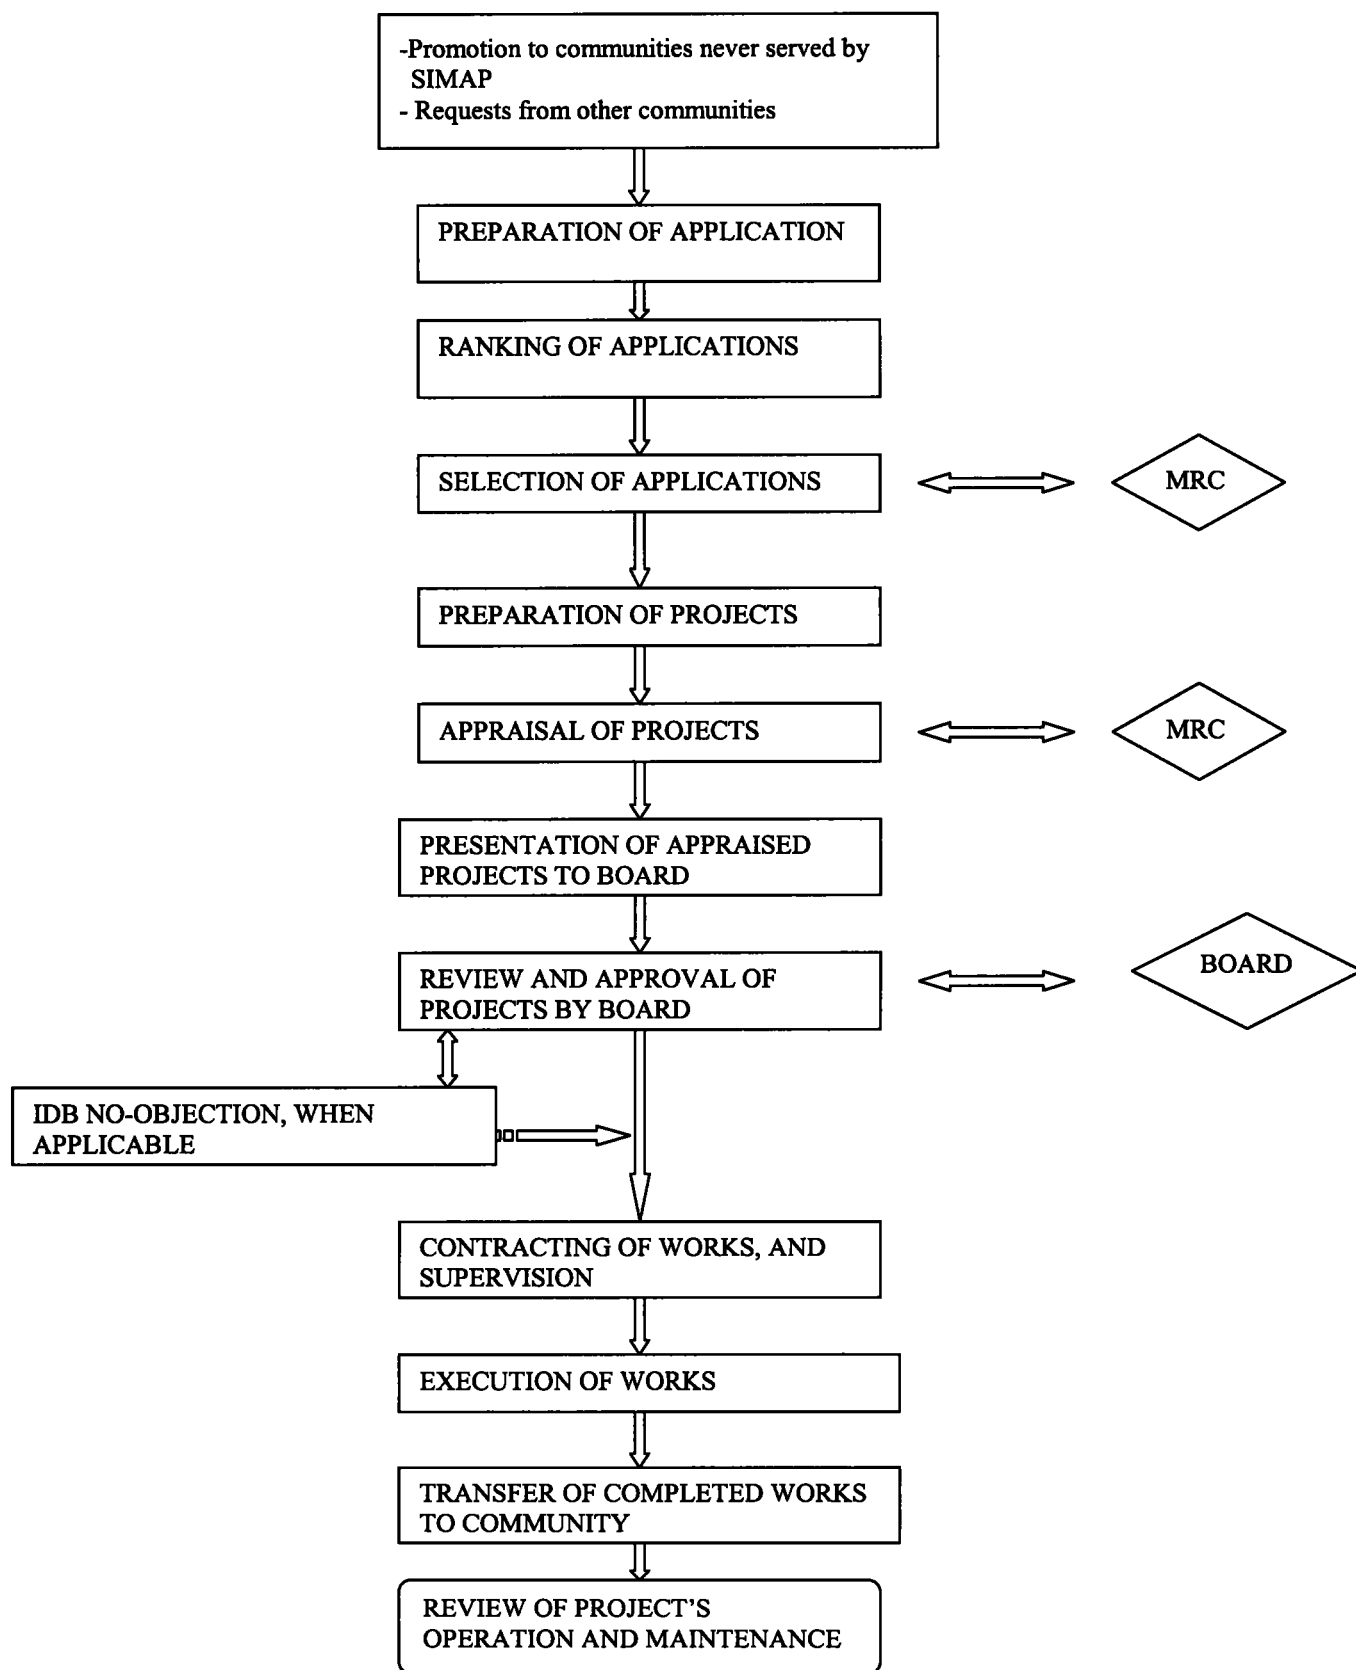 -Promotion to communities never served by
SIMAP
- Requests from other communities
PREPARATION OF APPLICATION
RANKING OF APPLICATIONS
SELECTION OF APPLICATIONS
MRC
PREPARATION OF PROJECTS
APPRAISAL OF PROJECTS
MRC
PRESENTATION OF APPRAISED
PROJECTS TO BOARD
REVIEW AND APPROVAL OF
PROJECTS BY BOARD
BOARD
IDB NO-OBJECTION, WHEN
APPLICABLE
CONTRACTING OF WORKS, AND
SUPERVISION
EXECUTION OF WORKS
TRANSFER OF COMPLETED WORKS
TO COMMUNITY
REVIEW OF PROJECT'S
OPERATION AND MAINTENANCE